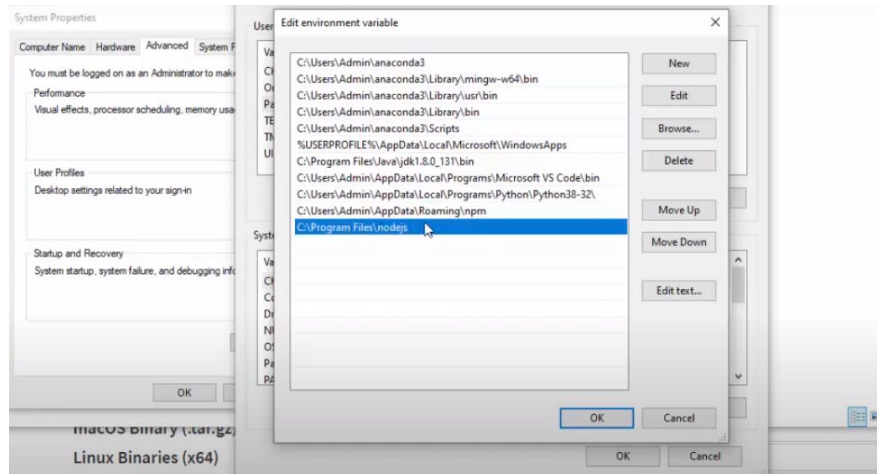 System Properties
Computer Name Hardware Advanced System
You must be logged on as an Administrator to
Performance
Visual effects, processor scheduling, memory
User Profiles
Desktop settings related to your sign-in
Startup and Recovery
System startup, system failure, and debugging
OK
User
Edit environment variable
C:\Users\Admin\anaconda3
C:\Users\Admin\anaconda3\Library\mingw-w64\bin
C:\Users\Admin\anaconda3\Library\usr\bin
C:\Users\Admin\anaconda3\Library\bin
C:\Users\Admin\anaconda3\Scripts
%USERPROFILE%\AppData\Local\Microsoft\WindowsApps
C:\Program Files\Java\jdk1.8.0_131\bin
C:\Users\Admin\AppData\Local\Programs\Microsoft VS Code\bin
C:\Users\Admin\AppData\Local\Programs\Python\Python38-32\
C:\Users\Admin\AppData\Roaming\npm
C:\Program Files\nodejs
New
Edit
Browse...
Delete
Move Up
Move Down
Edit text...
OK Cancel
OK Cancel
macOS Binary (.tar.gz)
Linux Binaries (x64)